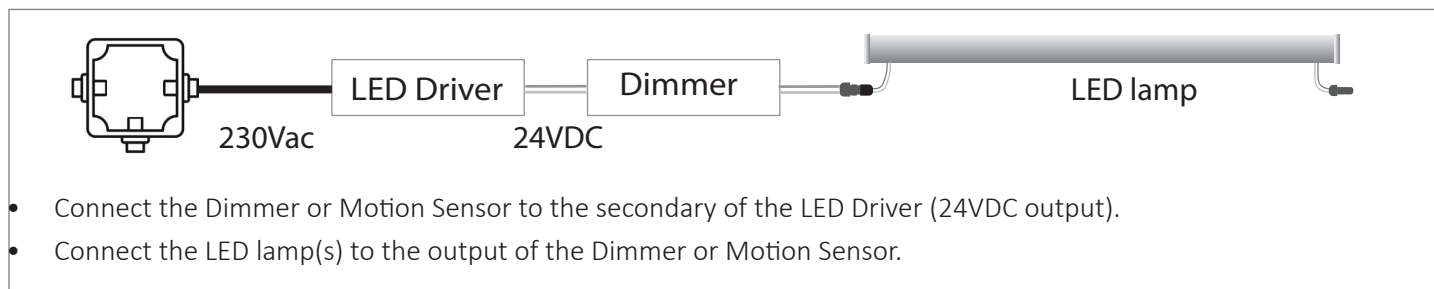 LED Driver
Dimmer
LED lamp
230Vac
24VDC
• Connect the Dimmer or Motion Sensor to the secondary of the LED Driver (24VDC output).
• Connect the LED lamp(s) to the output of the Dimmer or Motion Sensor.